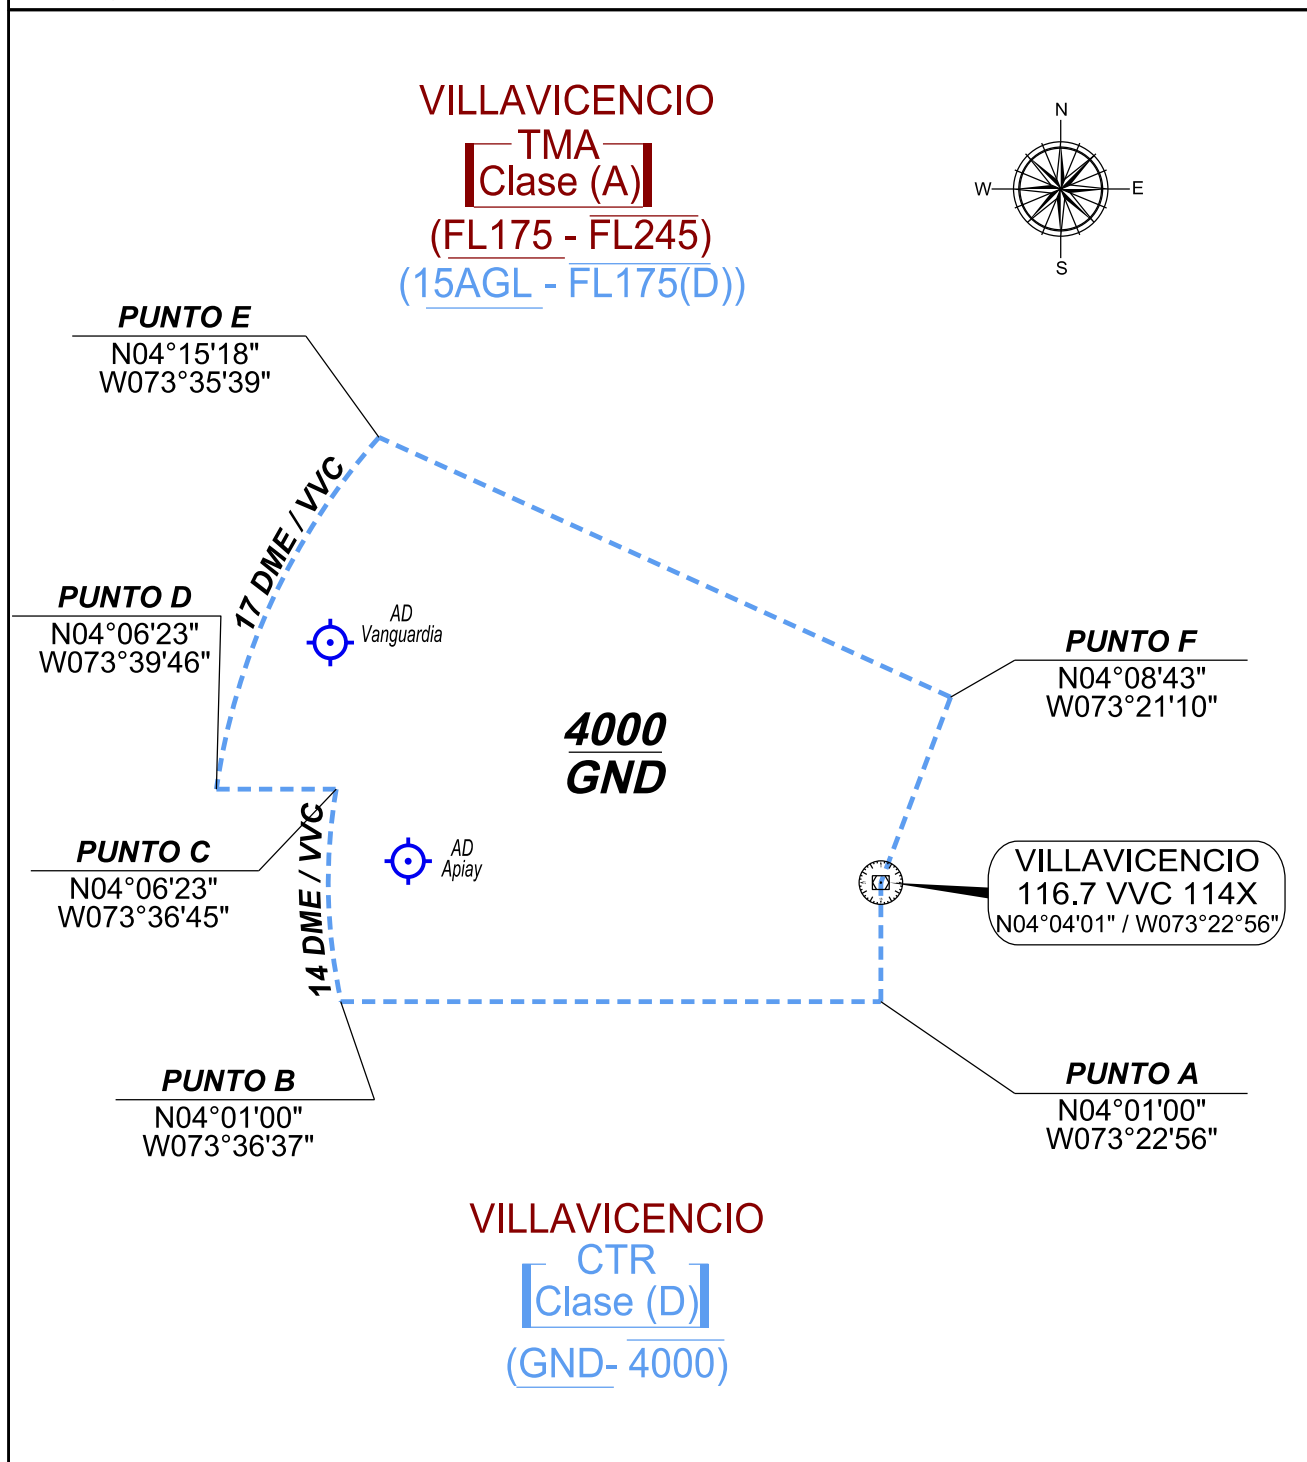 VILLAVICENCIO
TMA
Clase (A)
(FL175 - FL245)
(15AGL - FL175(D))
N
W
E
S
PUNTO E
N04°15'18"
W073°35'39"
17 DME / VVC
PUNTO D
N04°06'23"
W073°39'46"
AD
Vanguardia
PUNTO F
N04°08'43"
W073°21'10"
4000
GND
PUNTO C
N04°06'23"
W073°36'45"
14 DME / VVC
AD
Apiay
VILLAVICENCIO
116.7 VVC 114X
N04°04'01" / W073°22'56"
PUNTO B
N04°01'00"
W073°36'37"
PUNTO A
N04°01'00"
W073°22'56"
VILLAVICENCIO
CTR
Clase (D)
(GND- 4000)